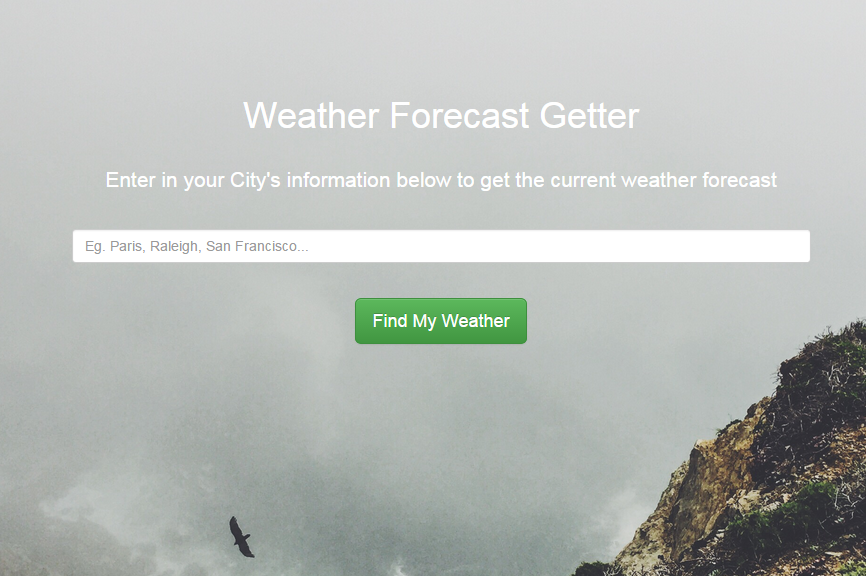 Weather Forecast Getter
Enter in your City's information below to get the current weather forecast
Eg. Paris, Raleigh, San Francisco...
Find My Weather